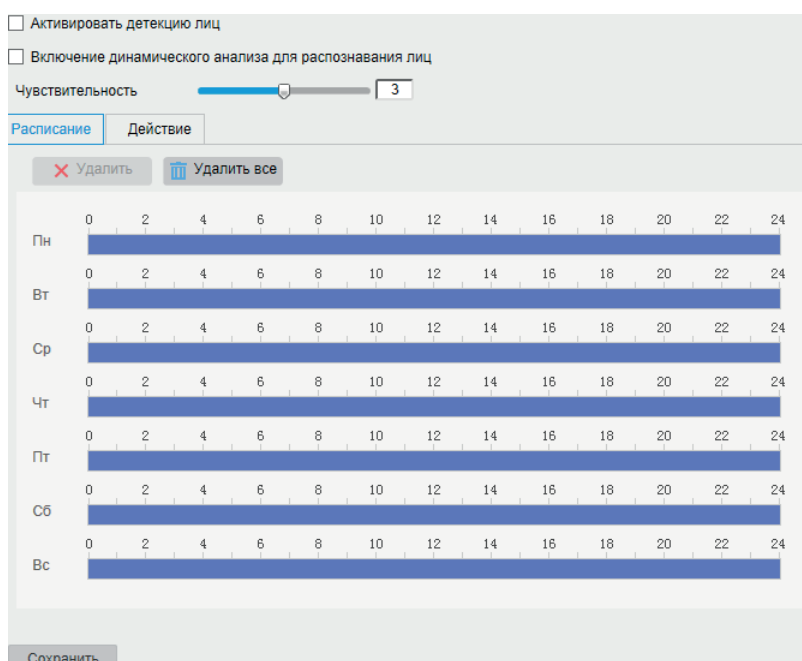 Активировать детекцию лиц
Включение динамического анализа для распознавания лиц
Чувствительность 3
Расписание Действие
Удалить Удалить все
0 2 4 6 8 10 12 14 16 18 20 22 24
Пн
0 2 4 6 8 10 12 14 16 18 20 22 24
Вт
0 2 4 6 8 10 12 14 16 18 20 22 24
Ср
0 2 4 6 8 10 12 14 16 18 20 22 24
Чт
0 2 4 6 8 10 12 14 16 18 20 22 24
Пт
0 2 4 6 8 10 12 14 16 18 20 22 24
Сб
0 2 4 6 8 10 12 14 16 18 20 22 24
Вс
Сохранить